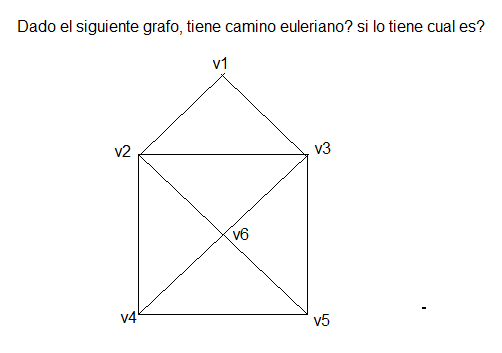 Dado el siguiente grafo, tiene camino euleriano? si lo tiene cual es?
v1
v2
v3
v6
v4
v5
-